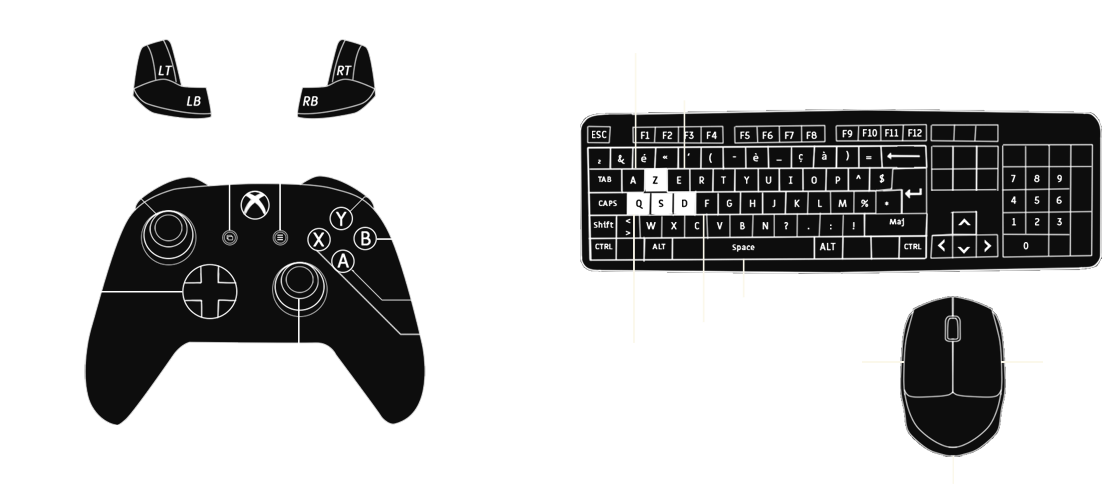 LT
LB
RT
RB
Y
X
B
A
ESC F1 F2 F3 F4 F5 F6 F7 F8 F9 F10 F11 F12
² & é « ' ( - è _ ç à ) =
TAB A Z E R T Y U I O P ^ $
CAPS Q S D F G H J K L M %
Shift < > W X C V B N ? . : ! Maj
CTRL ALT Space ALT CTRL
7 8 9
4 5 6
1 2 3
0